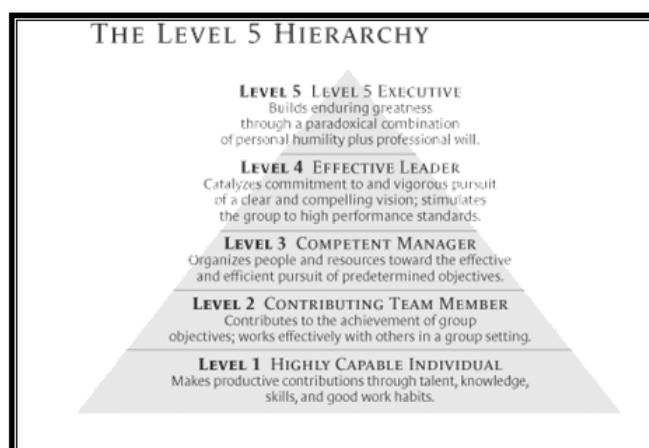 THE LEVEL 5 HIERARCHY
LEVEL 5 LEVEL 5 EXECUTIVE
Builds enduring greatness
through a paradoxical combination
of personal humility plus professional will.
LEVEL 4 EFFECTIVE LEADER
Catalyzes commitment to and vigorous pursuit
of a clear and compelling vision; stimulates
the group to high performance standards.
LEVEL 3 COMPETENT MANAGER
Organizes people and resources toward the effective
and efficient pursuit of predetermined objectives.
LEVEL 2 CONTRIBUTING TEAM MEMBER
Contributes to the achievement of group
objectives; works effectively with others in a group setting.
LEVEL 1 HIGHLY CAPABLE INDIVIDUAL
Makes productive contributions through talent, knowledge,
skills, and good work habits.